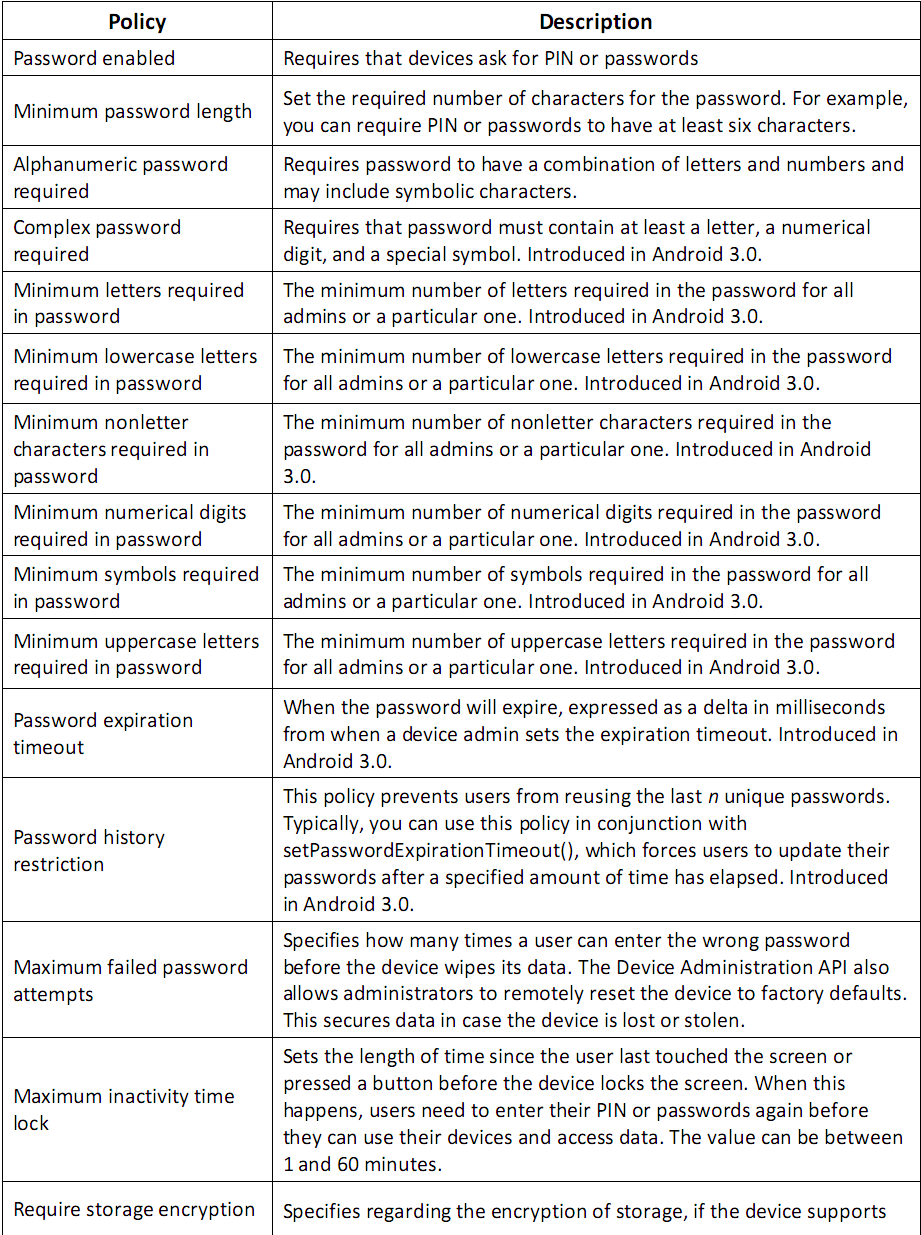 Policy
Description
Password enabled
Requires that devices ask for PIN or passwords
Minimum password length
Set the required number of characters for the password. For example,
you can require PIN or passwords to have at least six characters.
Alphanumeric password
required
Requires password to have a combination of letters and numbers and
may include symbolic characters.
Complex password
required
Requires that password must contain at least a letter, a numerical
digit, and a special symbol. Introduced in Android 3.0.
Minimum letters required
in password
The minimum number of letters required in the password for all
admins or a particular one. Introduced in Android 3.0.
Minimum lowercase letters
required in password
The minimum number of lowercase letters required in the password
for all admins or a particular one. Introduced in Android 3.0.
Minimum nonletter
characters required in
password
The minimum number of nonletter characters required in the
password for all admins or a particular one. Introduced in Android
3.0.
Minimum numerical digits
required in password
The minimum number of numerical digits required in the password
for all admins or a particular one. Introduced in Android 3.0.
Minimum symbols required
in password
The minimum number of symbols required in the password for all
admins or a particular one. Introduced in Android 3.0.
Minimum uppercase letters
required in password
The minimum number of uppercase letters required in the password
for all admins or a particular one. Introduced in Android 3.0.
Password expiration
timeout
When the password will expire, expressed as a delta in milliseconds
from when a device admin sets the expiration timeout. Introduced in
Android 3.0.
Password history
restriction
This policy prevents users from reusing the last n unique passwords.
Typically, you can use this policy in conjunction with
setPasswordExpirationTimeout(), which forces users to update their
passwords after a specified amount of time has elapsed. Introduced
in Android 3.0.
Maximum failed password
attempts
Specifies how many times a user can enter the wrong password
before the device wipes its data. The Device Administration API also
allows administrators to remotely reset the device to factory defaults.
This secures data in case the device is lost or stolen.
Maximum inactivity time
lock
Sets the length of time since the user last touched the screen or
pressed a button before the device locks the screen. When this
happens, users need to enter their PIN or passwords again before
they can use their devices and access data. The value can be between
1 and 60 minutes.
Require storage encryption
Specifies regarding the encryption of storage, if the device supports